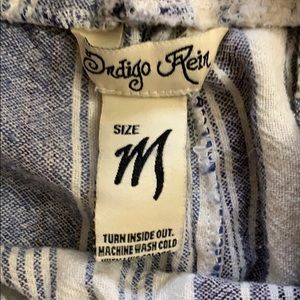 Indigo Rein
SIZE
M
TURN INSIDE OUT.
MACHINE WASH COLD